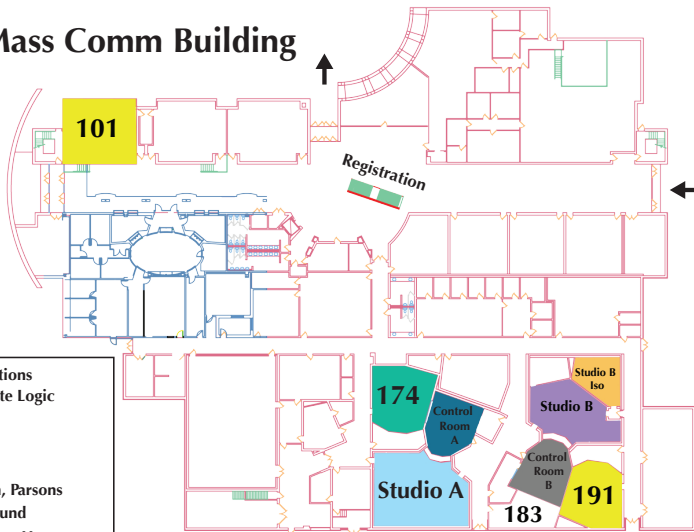 Mass Comm Building
101
Registration
174
Control
Room
A
Studio B
Iso
Studio B
Control
Room
B
Studio A
183
191
tions
te Logic
, Parsons
und